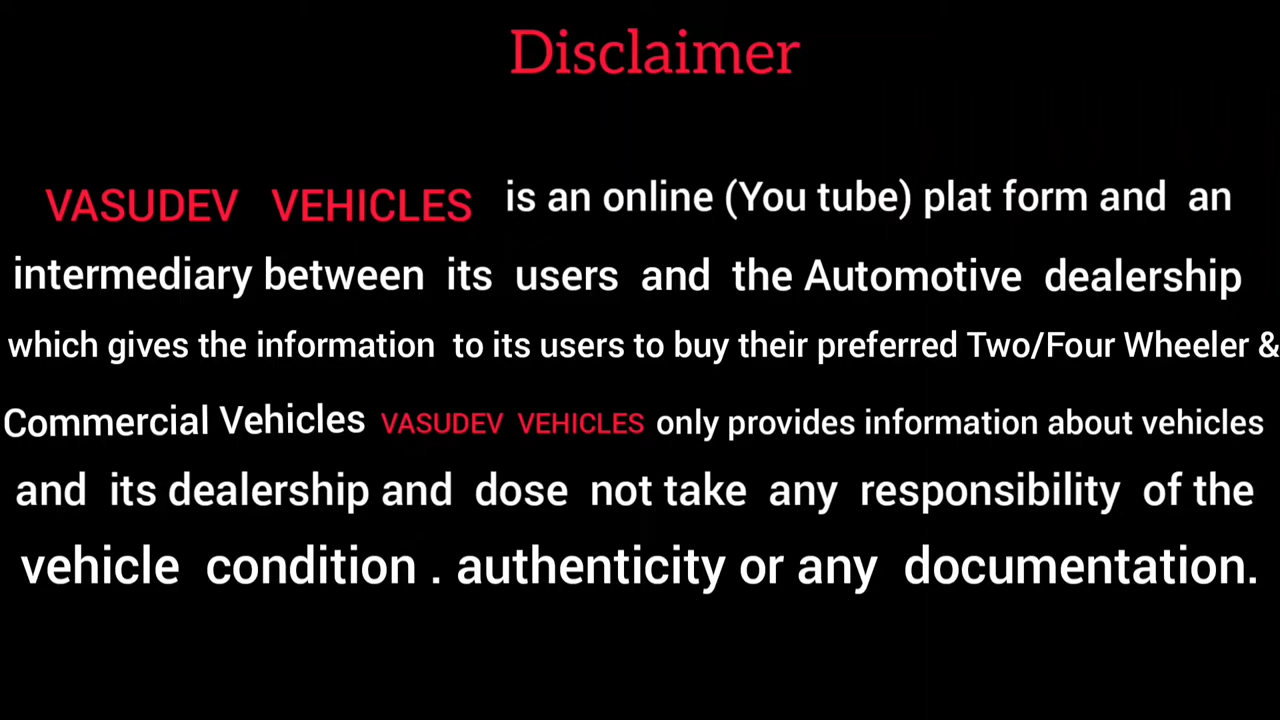 Disclaimer
VASUDEV VEHICLES is an online (You tube) plat form and an
intermediary between its users and the Automotive dealership
which gives the information to its users to buy their preferred Two/Four Wheeler &
Commercial Vehicles VASUDEV VEHICLES only provides information about vehicles
and its dealership and dose not take any responsibility of the
vehicle condition . authenticity or any documentation.